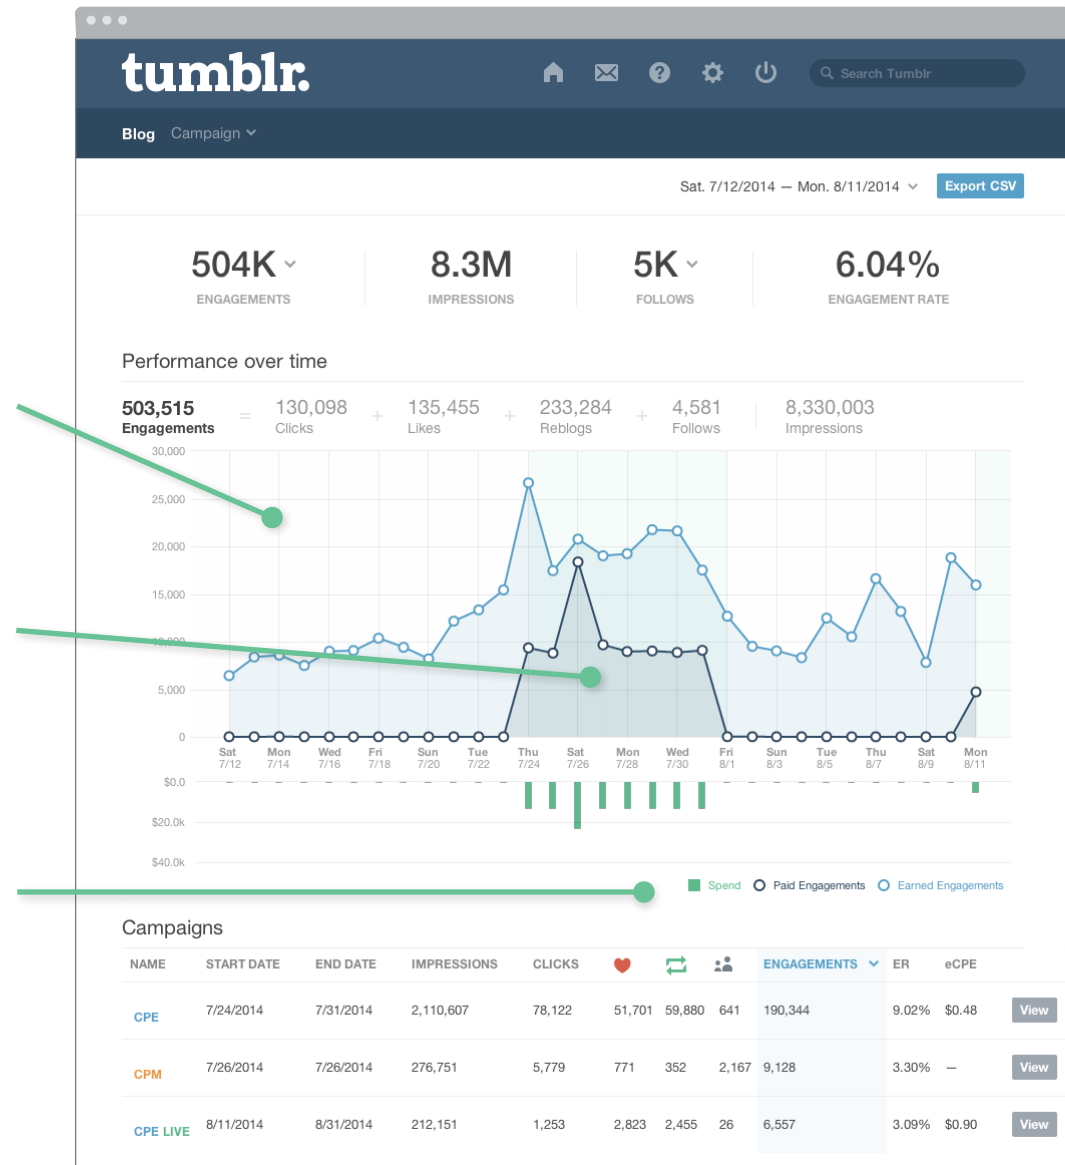 tumblr.
Search Tumblr
Blog Campaign
Sat. 7/12/2014 — Mon. 8/11/2014 Export CSV
504K 8.3M 5K 6.04%
ENGAGEMENTS IMPRESSIONS FOLLOWS ENGAGEMENT RATE
Performance over time
503,515 = 130,098 + 135,455 + 233,284 + 4,581 8,330,003
Engagements Clicks Likes Reblogs Follows Impressions
30,000
25,000
20,000
15,000
10,000
5,000
0
Sat Mon Wed Fri Sun Tue Thu Sat Mon Wed Fri Sun Tue Thu Sat Mon
7/12 7/14 7/16 7/18 7/20 7/22 7/24 7/26 7/28 7/30 8/1 8/3 8/5 8/7 8/9 8/11
$0.0
$20.0k
$40.0k
Spend Paid Engagements Earned Engagements
Campaigns
NAME START DATE END DATE IMPRESSIONS CLICKS ENGAGEMENTS ER eCPE
CPE 7/24/2014 7/31/2014 2,110,607 78,122 51,701 59,880 641 190,344 9.02% $0.48 View
CPM 7/26/2014 7/26/2014 276,751 5,779 771 352 2,167 9,128 3.30% — View
CPE LIVE 8/11/2014 8/31/2014 212,151 1,253 2,823 2,455 26 6,557 3.09% $0.90 View